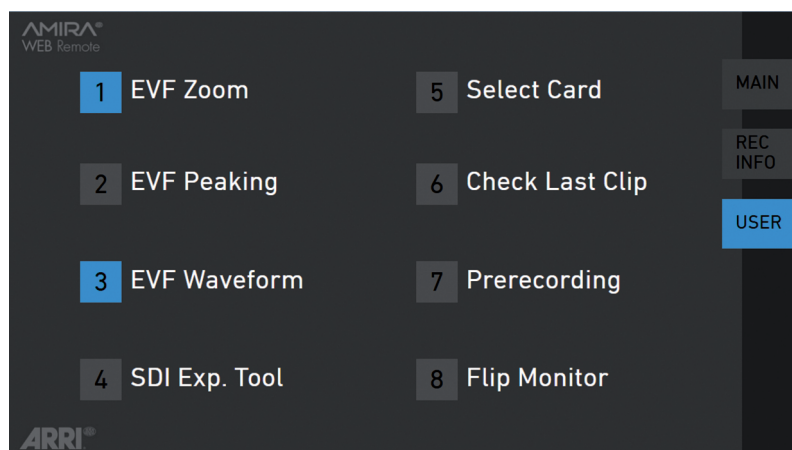 AMIRA®
WEB Remote
1 EVF Zoom
2 EVF Peaking
3 EVF Waveform
4 SDI Exp. Tool
5 Select Card
6 Check Last Clip
7 Prerecording
8 Flip Monitor
MAIN
REC
INFO
USER
ARRI®